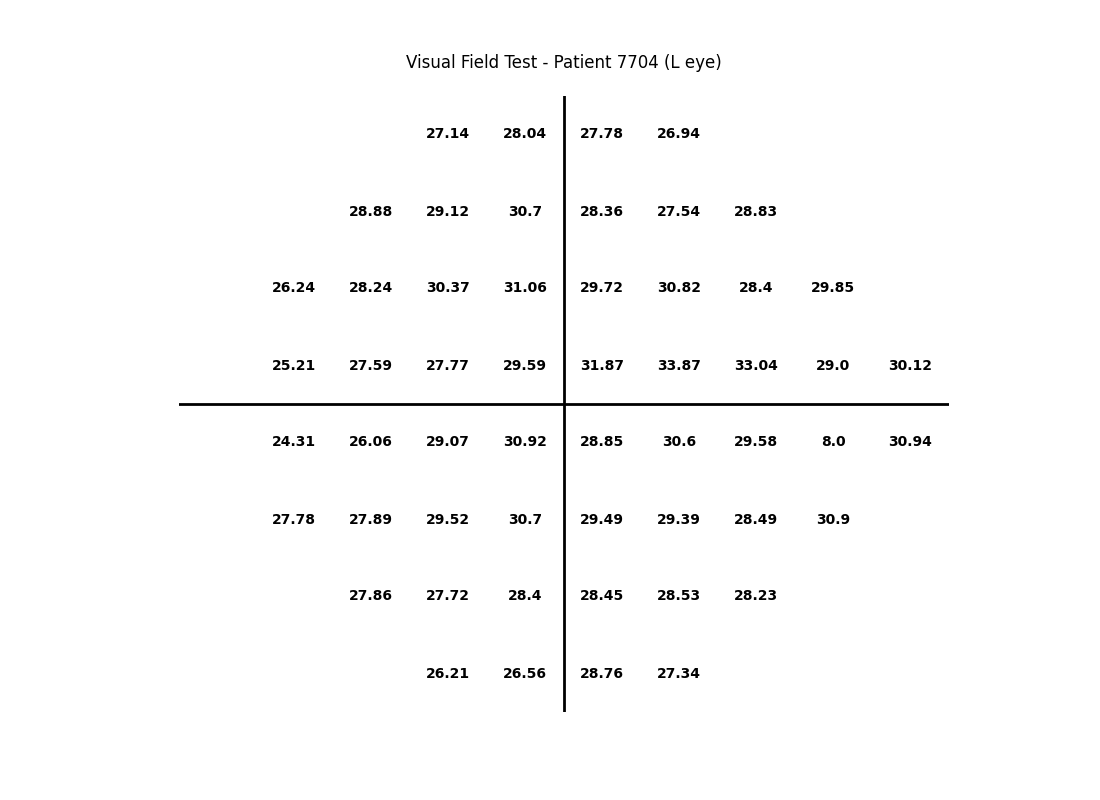 Visual Field Test - Patient 7704 (L eye)
27.14 28.04 27.78 26.94
28.88 29.12 30.7 28.36 27.54 28.83
26.24 28.24 30.37 31.06 29.72 30.82 28.4 29.85
25.21 27.59 27.77 29.59 31.87 33.87 33.04 29.0 30.12
24.31 26.06 29.07 30.92 28.85 30.6 29.58 8.0 30.94
27.78 27.89 29.52 30.7 29.49 29.39 28.49 30.9
27.86 27.72 28.4 28.45 28.53 28.23
26.21 26.56 28.76 27.34